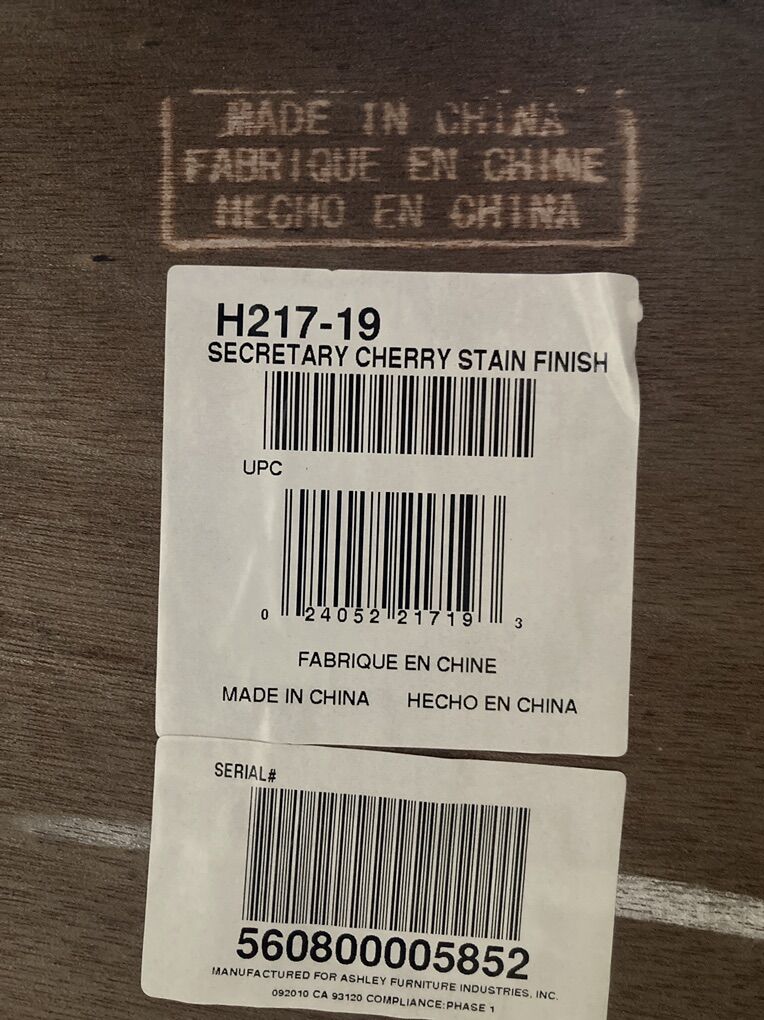 MADE IN CHINA
FABRIQUE EN CHINE
HECHO EN CHINA
H217-19
SECRETARY CHERRY STAIN FINISH
UPC
0 24052 21719 3
FABRIQUE EN CHINE
MADE IN CHINA HECHO EN CHINA
SERIAL#
560800005852
MANUFACTURED FOR ASHLEY FURNITURE INDUSTRIES, INC.
092010 CA 93120 COMPLIANCE:PHASE 1